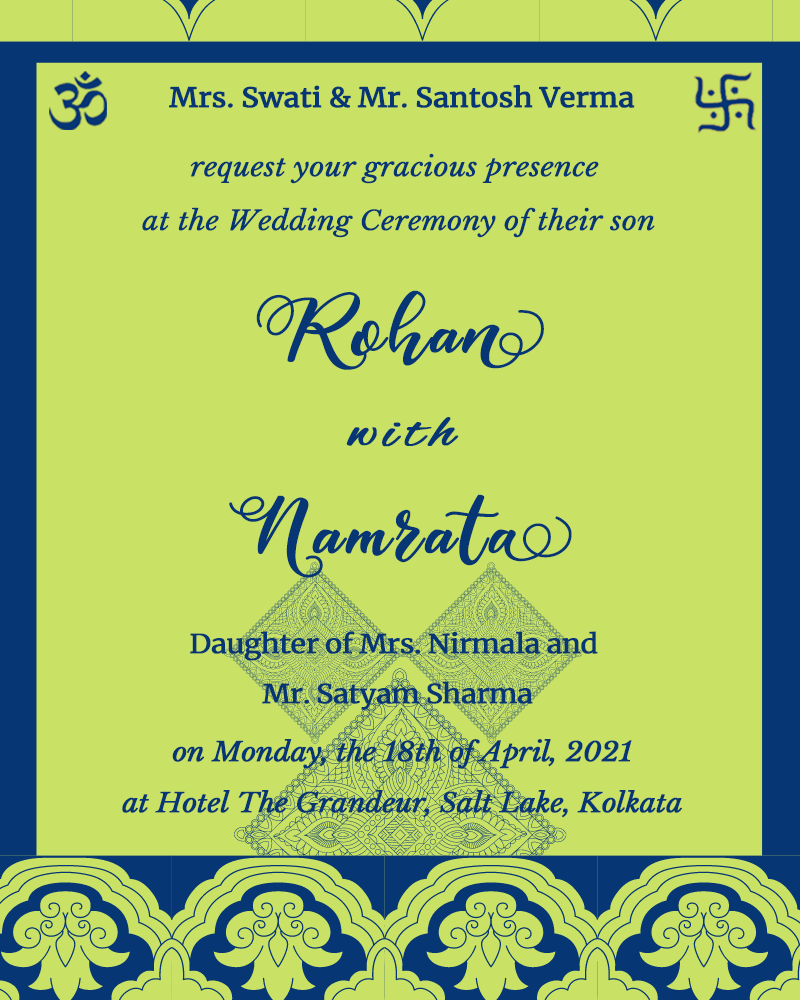 ॐ
Mrs. Swati & Mr. Santosh Verma
request your gracious presence
at the Wedding Ceremony of their son
Rohan
with
Namrata
Daughter of Mrs. Nirmala and
Mr. Satyam Sharma
on Monday, the 18th of April, 2021
at Hotel The Grandeur, Salt Lake, Kolkata